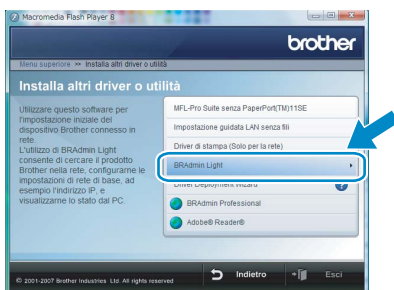 Macromedia Flash Player 8
brother
Menu superiore >> Installa altri driver o utilità
Installa altri driver o utilità
Utilizzare questo software per
l'impostazione iniziale del
dispositivo Brother connesso in
rete.
L'utilizzo di BRAdmin Light
consente di cercare il prodotto
Brother nella rete, configurarne le
impostazioni di rete di base, ad
esempio l'indirizzo IP, e
visualizzarne lo stato dal PC.
MFL-Pro Suite senza PaperPort(TM)11SE
Impostazione guidata LAN senza fili
Driver di stampa (Solo per la rete)
BRAdmin Light
Driver Deployment Wizard
?
BRAdmin Professional
Adobe® Reader®
© 2001-2007 Brother Industries Ltd. All rights reserved
Indietro
Esci